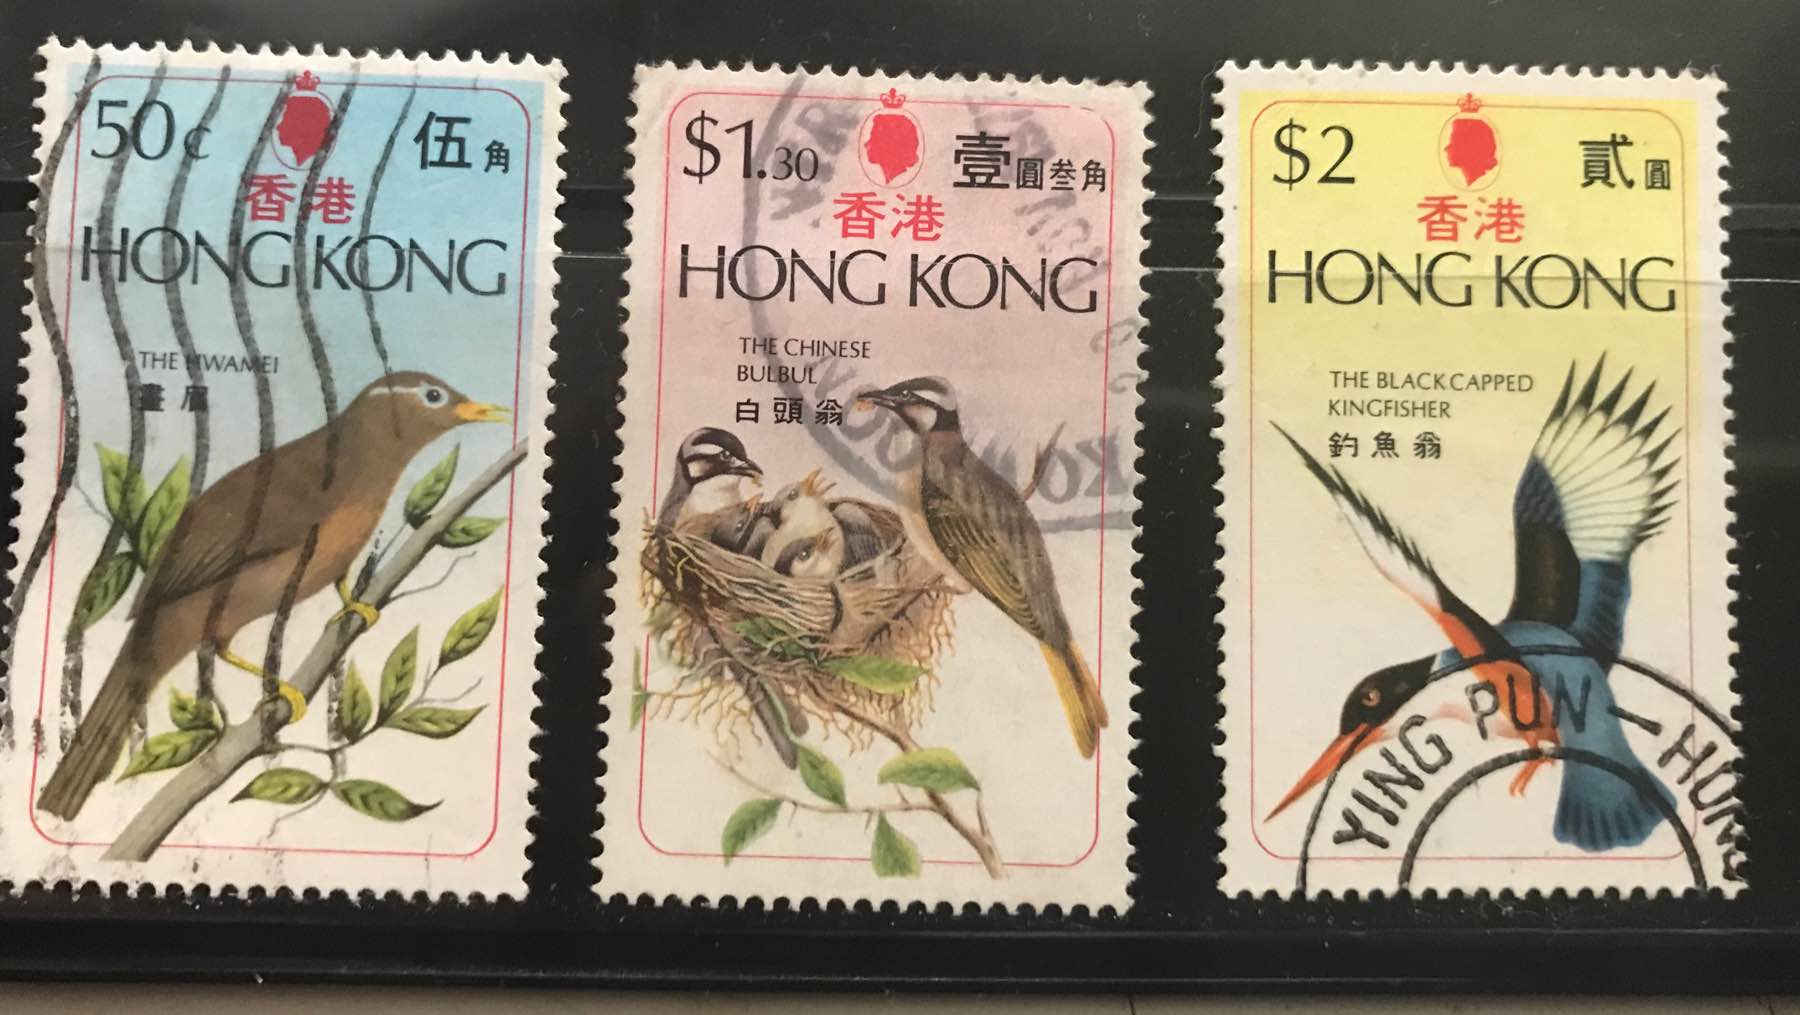 50c 伍角
香港
HONG KONG
THE HWAMEI
畫眉
$1.30 壹圓叁角
香港
HONG KONG
THE CHINESE
BULBUL
白頭翁
$2 貳圓
香港
HONG KONG
THE BLACK CAPPED
KINGFISHER
釣魚翁
YING PUN - HONG